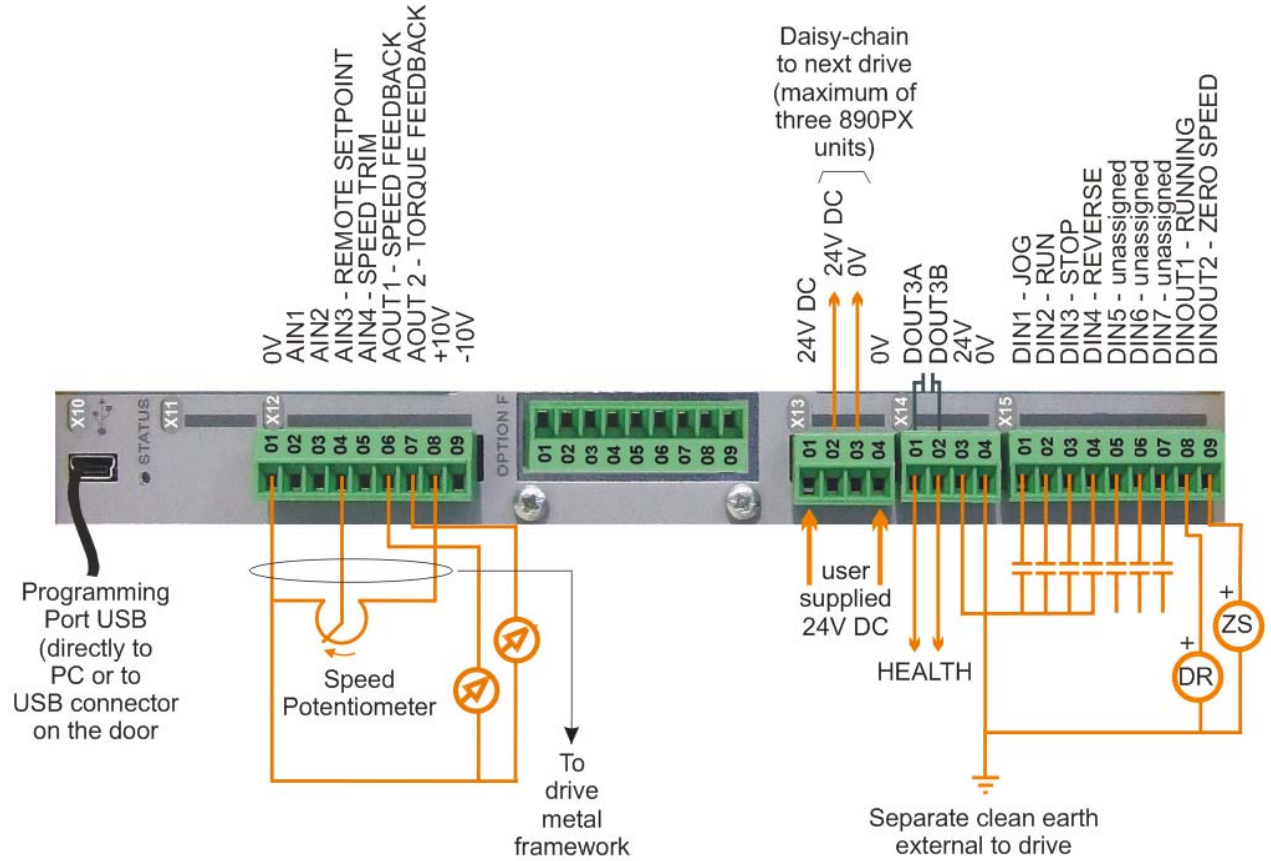 Daisy-chain
to next drive
(maximum of
three 890PX
units)
0V
AIN1
AIN2
AIN3 - REMOTE SETPOINT
AIN4 - SPEED TRIM
AOUT1 - SPEED FEEDBACK
AOUT 2 - TORQUE FEEDBACK
+10V
-10V
24V DC
24V DC
0V
0V
DOUT3A
DOUT3B
24V
0V
DIN1 - JOG
DIN2 - RUN
DIN3 - STOP
DIN4 - REVERSE
DIN5 - unassigned
DIN6 - unassigned
DIN7 - unassigned
DINOUT1 - RUNNING
DINOUT2 - ZERO SPEED
X10
STATUS
X11
X12
01 02 03 04 05 06 07 08 09
OPTION F
01 02 03 04 05 06 07 08 09
X13
01 02 03 04
X14
01 02 03 04
X15
01 02 03 04 05 06 07 08 09
Programming
Port USB
(directly to
PC or to
USB connector
on the door
Speed
Potentiometer
To
drive
metal
framework
user
supplied
24V DC
HEALTH
+
DR
+
ZS
Separate clean earth
external to drive